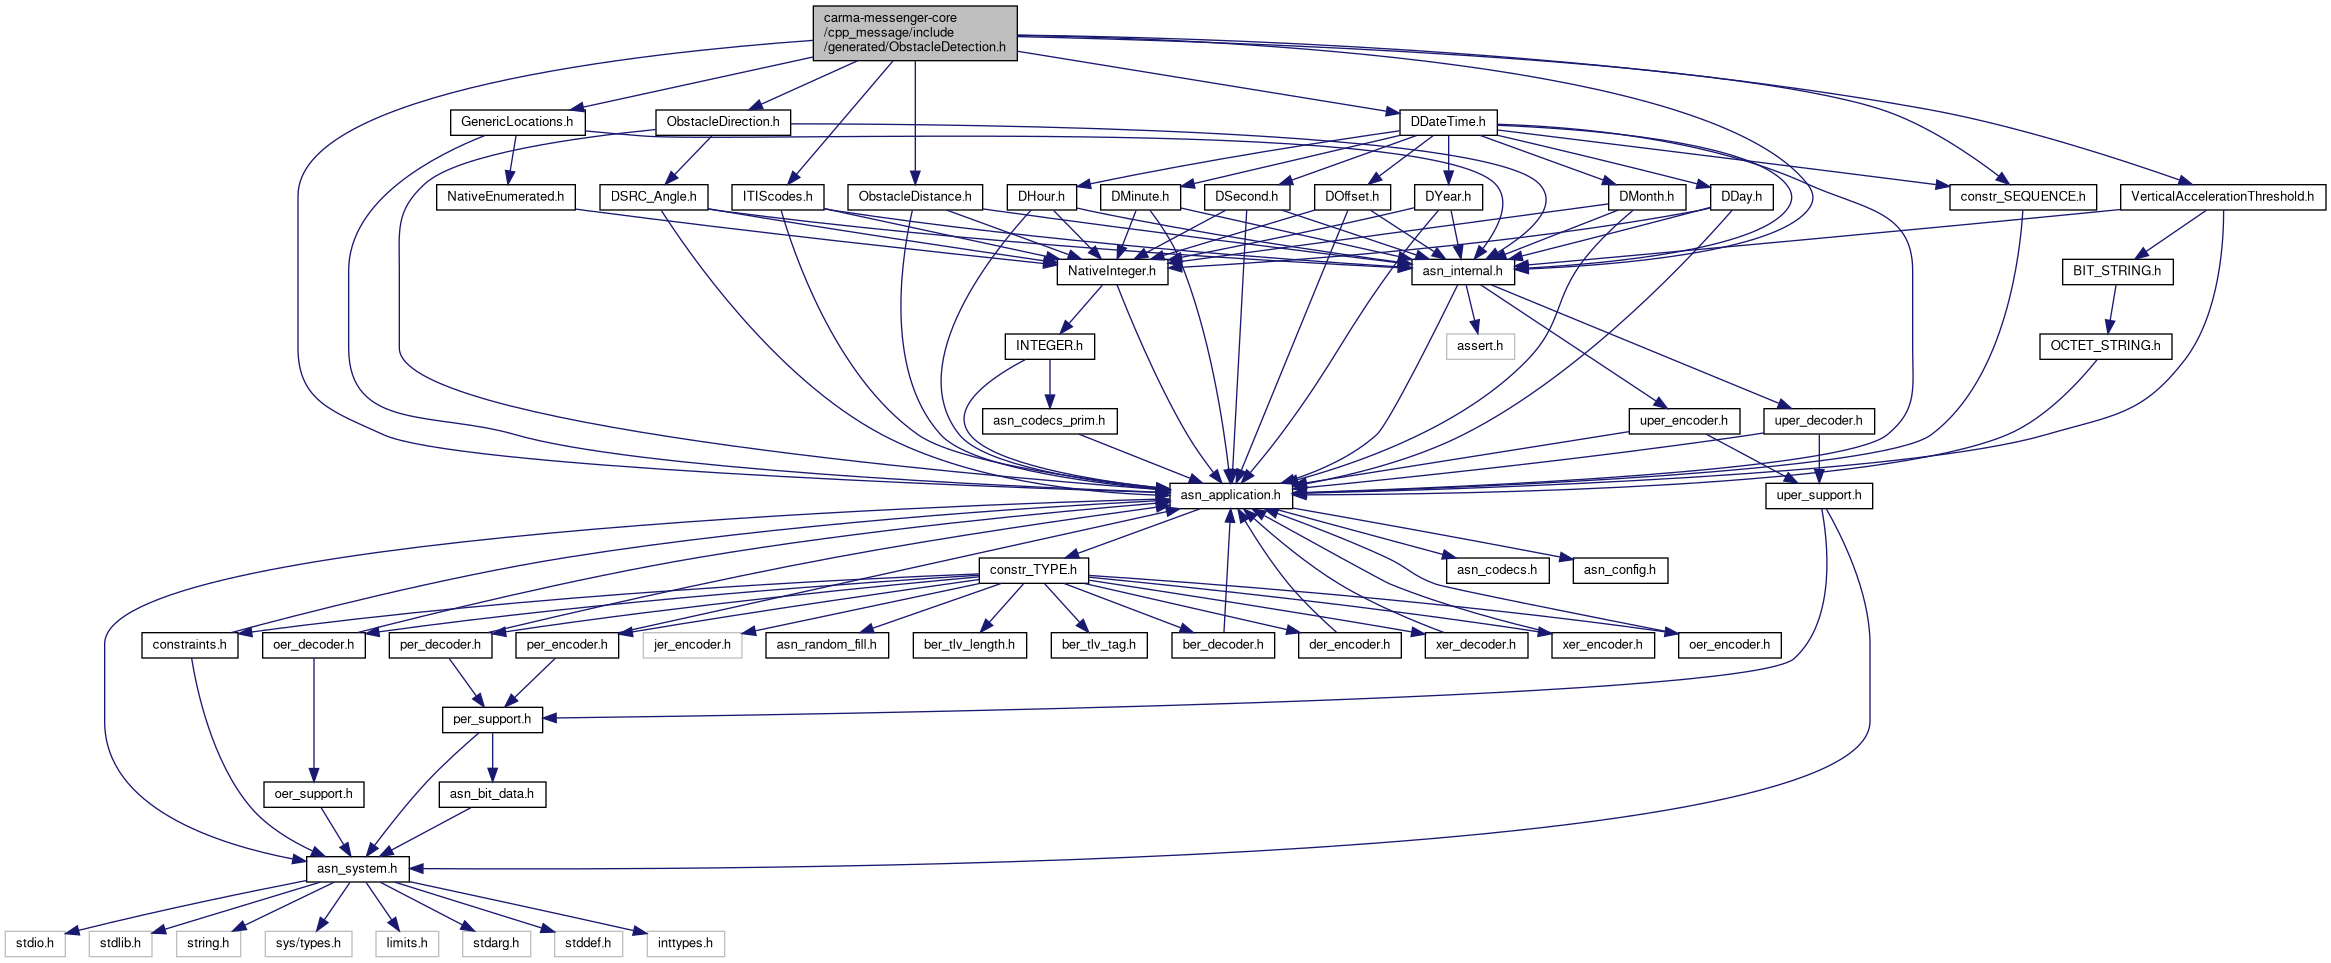 carma-messenger-core
/cpp_message/include
/generated/ObstacleDetection.h
GenericLocations.h
ObstacleDirection.h
DDateTime.h
NativeEnumerated.h
DSRC_Angle.h
ITIScodes.h
ObstacleDistance.h
DHour.h
DMinute.h
DSecond.h
DOffset.h
DYear.h
DMonth.h
DDay.h
constr_SEQUENCE.h
VerticalAccelerationThreshold.h
NativeInteger.h
asn_internal.h
BIT_STRING.h
INTEGER.h
assert.h
OCTET_STRING.h
asn_codecs_prim.h
uper_encoder.h
uper_decoder.h
asn_application.h
uper_support.h
constr_TYPE.h
asn_codecs.h
asn_config.h
constraints.h
oer_decoder.h
per_decoder.h
per_encoder.h
jer_encoder.h
asn_random_fill.h
ber_tlv_length.h
ber_tlv_tag.h
ber_decoder.h
der_encoder.h
xer_decoder.h
xer_encoder.h
oer_encoder.h
per_support.h
oer_support.h
asn_bit_data.h
asn_system.h
stdio.h
stdlib.h
string.h
sys/types.h
limits.h
stdarg.h
stddef.h
inttypes.h